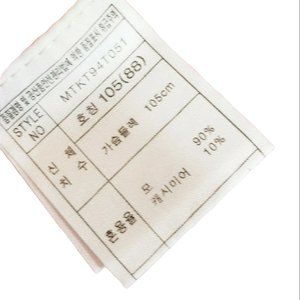 STYLE NO MTKT94T051
호칭 105(88)
신체치수 가슴둘레 105cm
혼용율 모 90%
캐시미어 10%